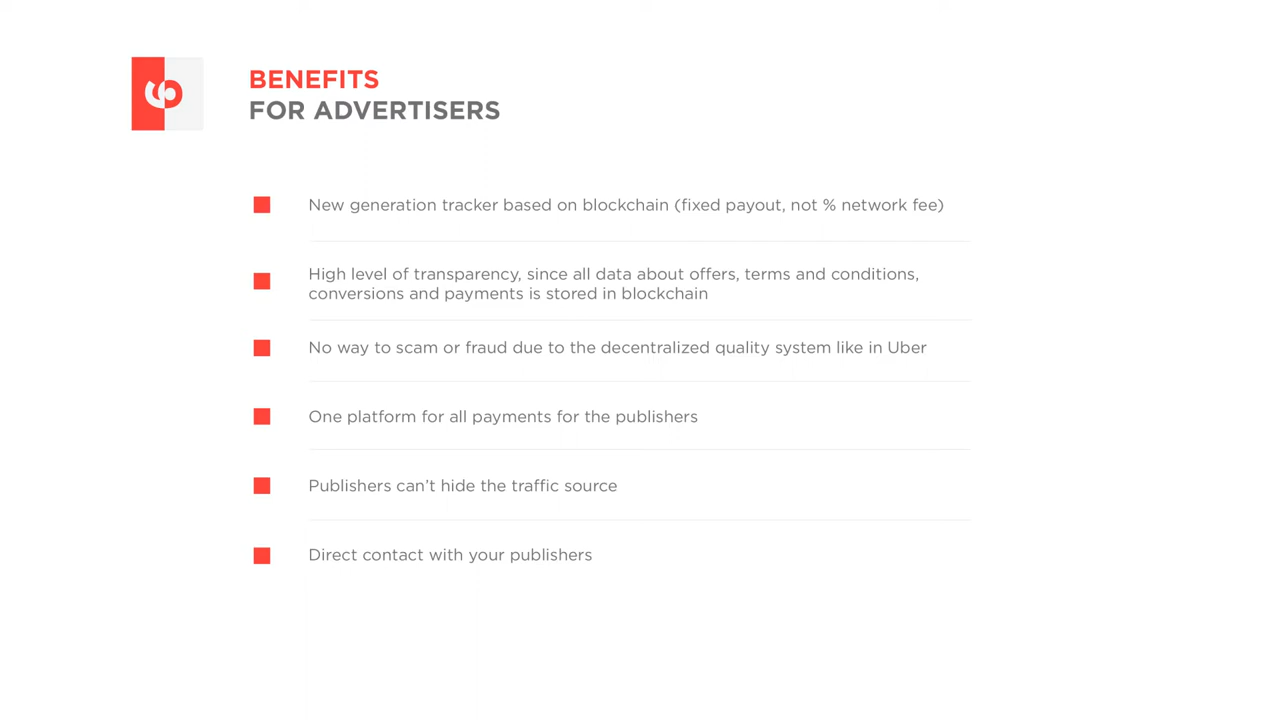 BENEFITS
FOR ADVERTISERS
New generation tracker based on blockchain (fixed payout, not % network fee)
High level of transparency, since all data about offers, terms and conditions,
conversions and payments is stored in blockchain
No way to scam or fraud due to the decentralized quality system like in Uber
One platform for all payments for the publishers
Publishers can’t hide the traffic source
Direct contact with your publishers